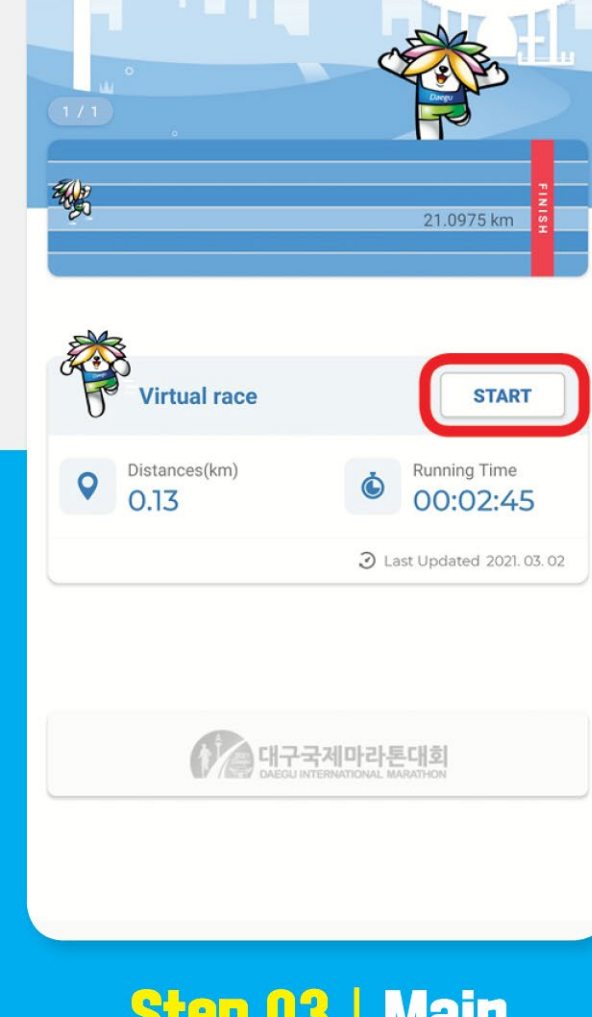 Daegu
1 / 1
21.0975 km
FINISH
Virtual race
START
Distances(km)
0.13
Running Time
00:02:45
Last Updated 2021. 03. 02
대구국제마라톤대회
DAEGU INTERNATIONAL MARATHON
Step 03 | Main